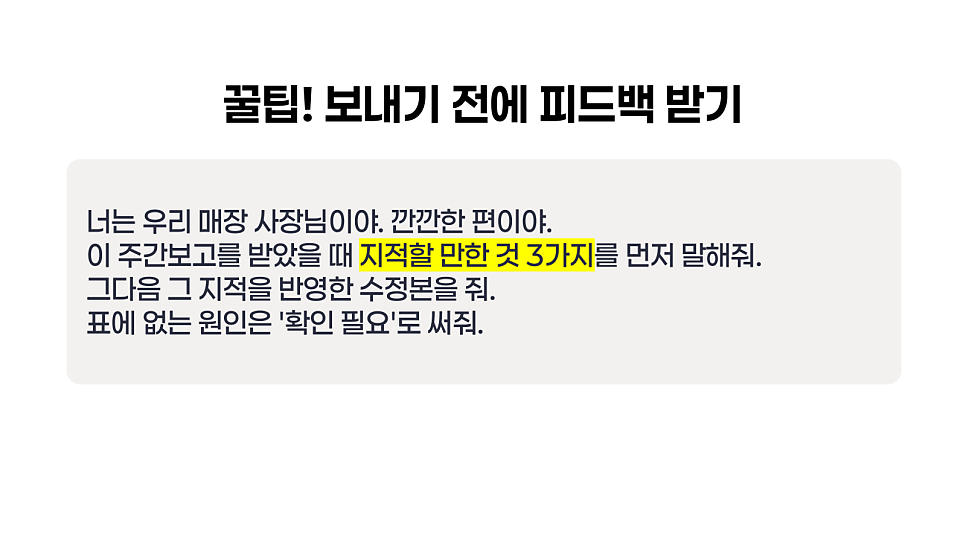 꿀팁! 보내기 전에 피드백 받기
너는 우리 매장 사장님이야. 깐깐한 편이야.
이 주간보고를 받았을 때 지적할 만한 것 3가지를 먼저 말해줘.
그다음 그 지적을 반영한 수정본을 줘.
표에 없는 원인은 '확인 필요'로 써줘.